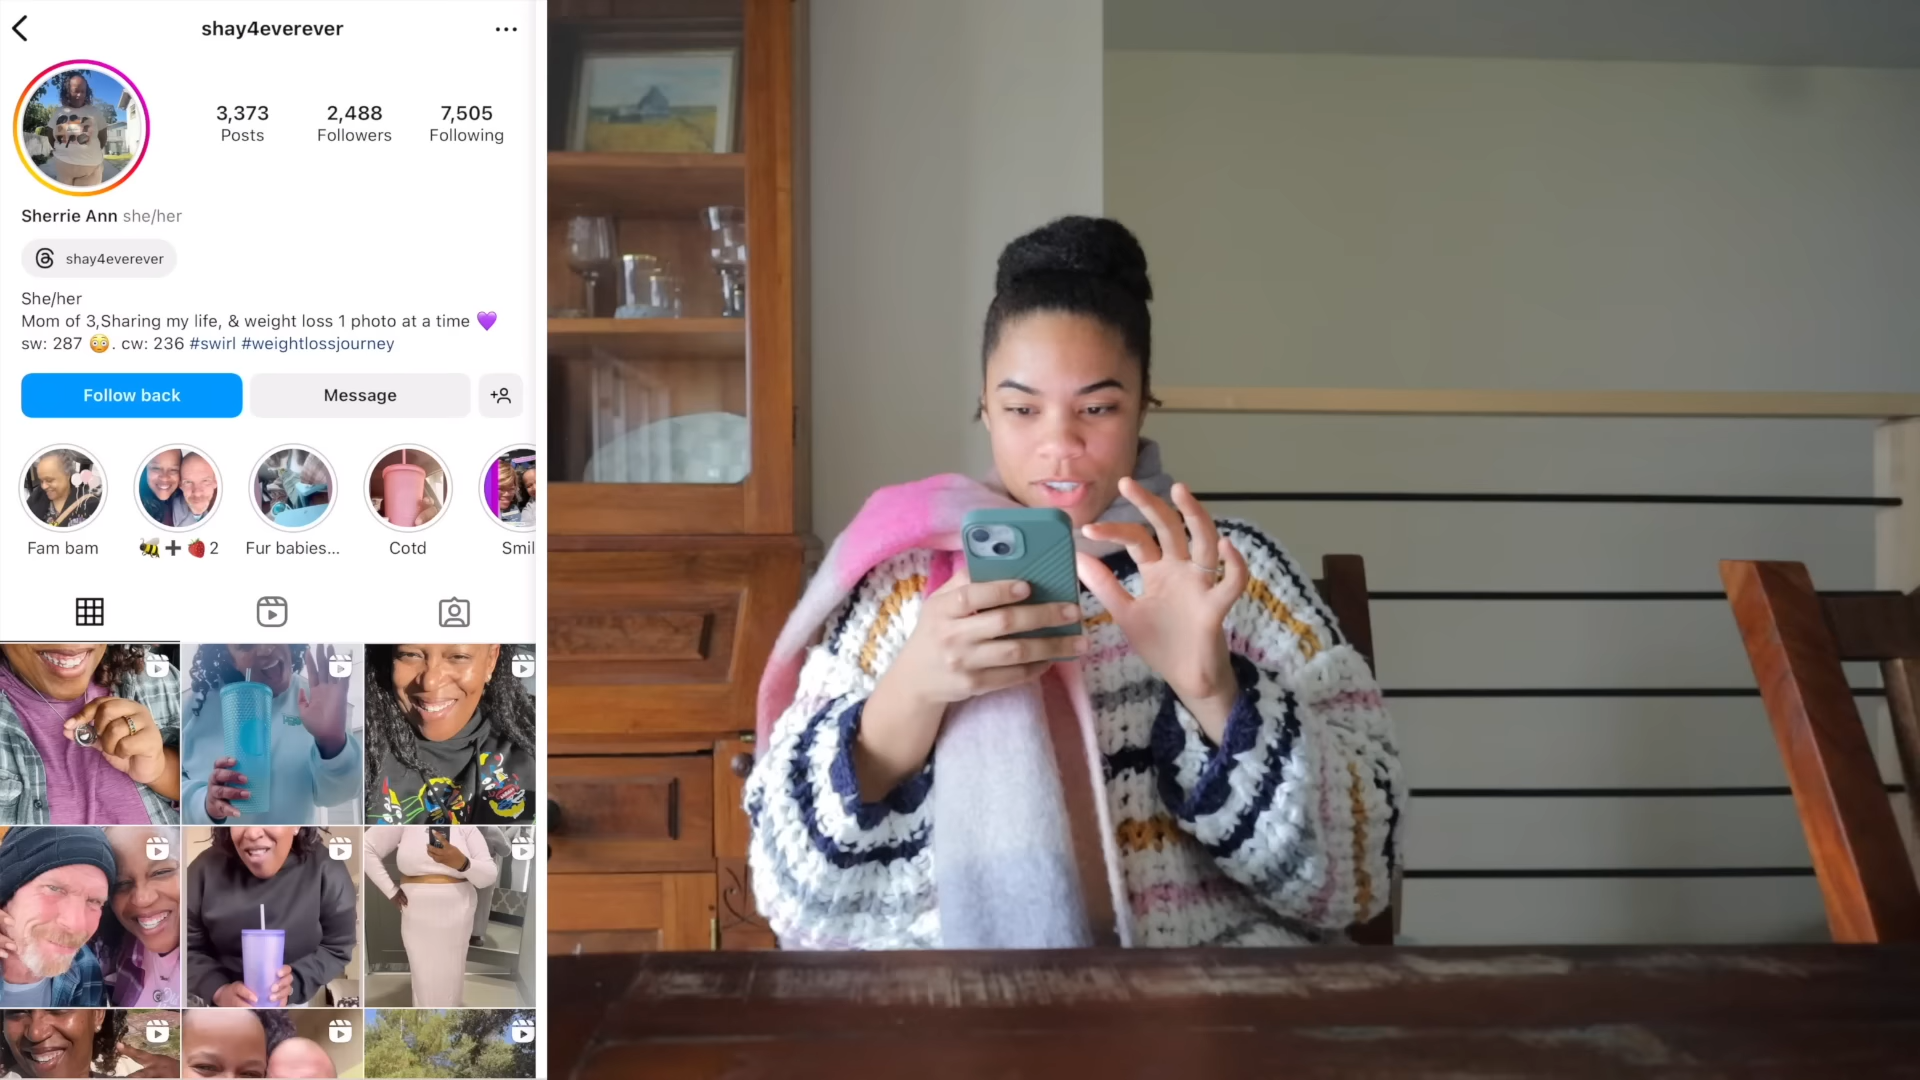 shay4everever
3,373 2,488 7,505
Posts Followers Following
Sherrie Ann she/her
shay4everever
She/her
Mom of 3,Sharing my life, & weight loss 1 photo at a time 💜
sw: 287 😳. cw: 236 #swirl #weightlossjourney
Follow back Message
Fam bam 🐝➕🍓2 Fur babies... Cotd Smil